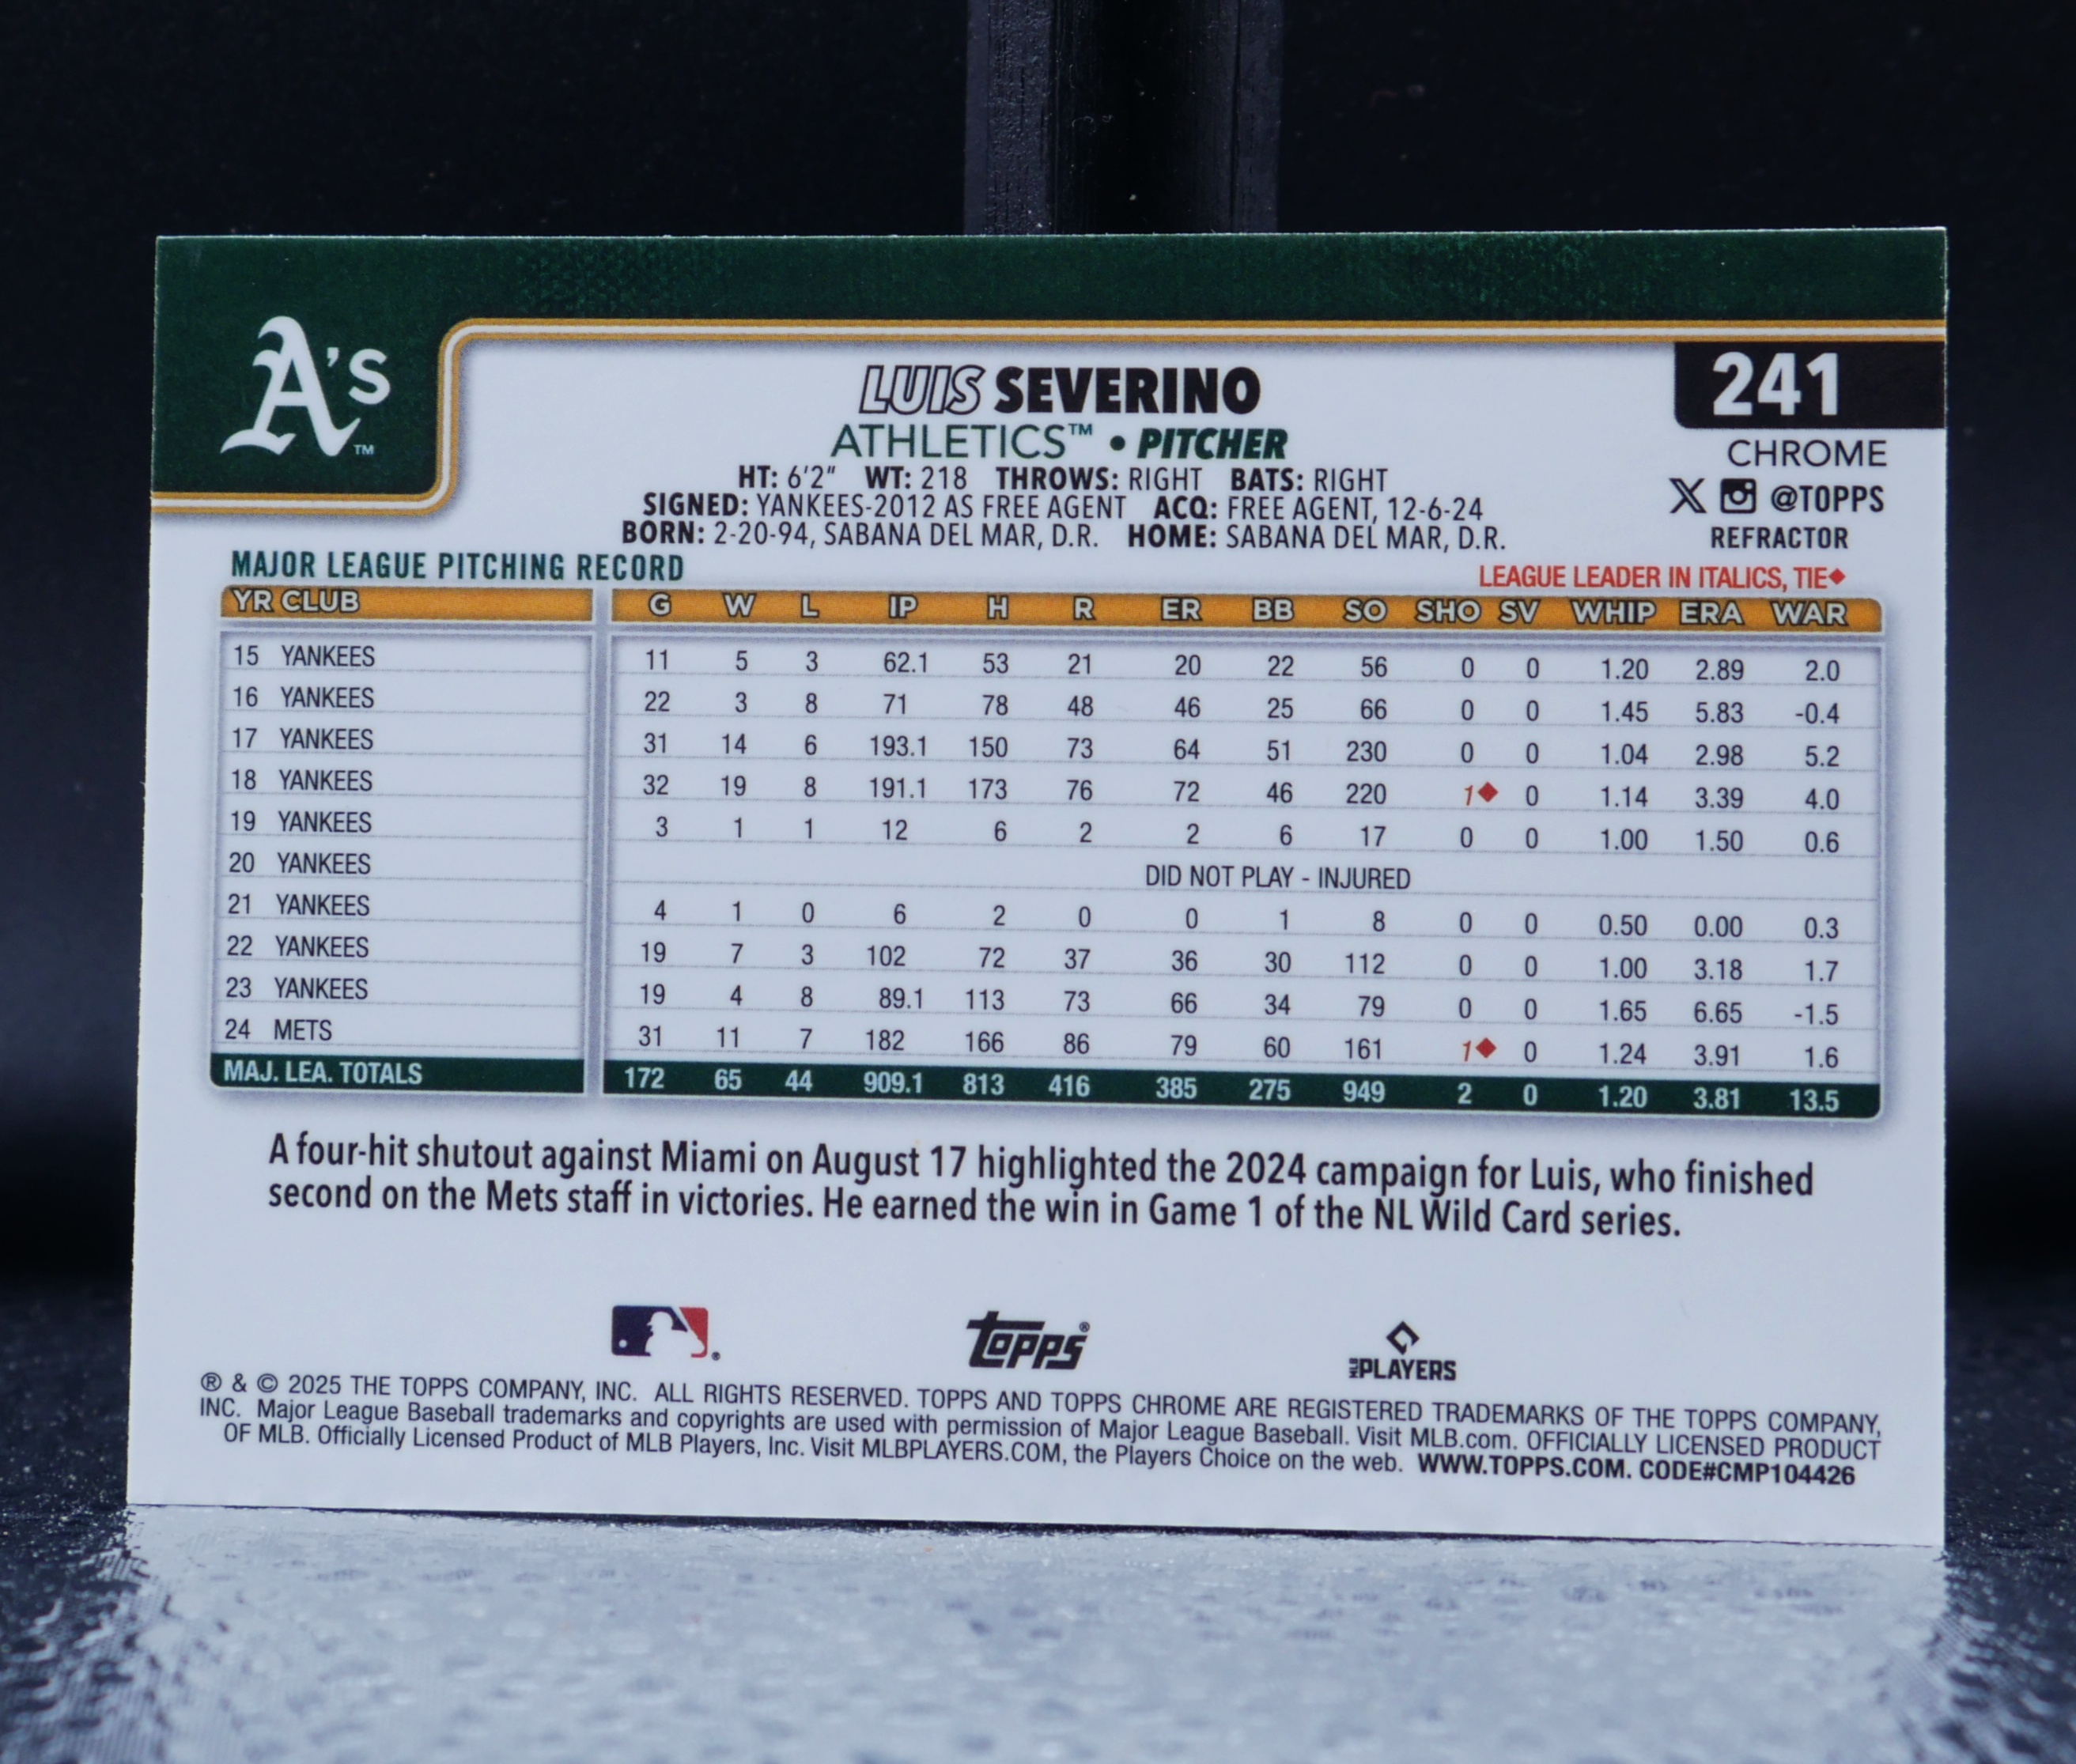 A's™
LUIS SEVERINO
241
ATHLETICS™ • PITCHER
CHROME
HT: 6'2" WT: 218 THROWS: RIGHT BATS: RIGHT
SIGNED: YANKEES-2012 AS FREE AGENT ACQ: FREE AGENT, 12-6-24
@TOPPS
BORN: 2-20-94, SABANA DEL MAR, D.R. HOME: SABANA DEL MAR, D.R.
REFRACTOR
MAJOR LEAGUE PITCHING RECORD
LEAGUE LEADER IN ITALICS, TIE◆
YR CLUB G W L IP H R ER BB SO SHO SV WHIP ERA WAR
15 YANKEES 11 5 3 62.1 53 21 20 22 56 0 0 1.20 2.89 2.0
16 YANKEES 22 3 8 71 78 48 46 25 66 0 0 1.45 5.83 -0.4
17 YANKEES 31 14 6 193.1 150 73 64 51 230 0 0 1.04 2.98 5.2
18 YANKEES 32 19 8 191.1 173 76 72 46 220 1◆ 0 1.14 3.39 4.0
19 YANKEES 3 1 1 12 6 2 2 6 17 0 0 1.00 1.50 0.6
20 YANKEES DID NOT PLAY - INJURED
21 YANKEES 4 1 0 6 2 0 0 1 8 0 0 0.50 0.00 0.3
22 YANKEES 19 7 3 102 72 37 36 30 112 0 0 1.00 3.18 1.7
23 YANKEES 19 4 8 89.1 113 73 66 34 79 0 0 1.65 6.65 -1.5
24 METS 31 11 7 182 166 86 79 60 161 1◆ 0 1.24 3.91 1.6
MAJ. LEA. TOTALS 172 65 44 909.1 813 416 385 275 949 2 0 1.20 3.81 13.5
A four-hit shutout against Miami on August 17 highlighted the 2024 campaign for Luis, who finished
second on the Mets staff in victories. He earned the win in Game 1 of the NL Wild Card series.
topps®
MLB PLAYERS
® & © 2025 THE TOPPS COMPANY, INC. ALL RIGHTS RESERVED. TOPPS AND TOPPS CHROME ARE REGISTERED TRADEMARKS OF THE TOPPS COMPANY,
INC. Major League Baseball trademarks and copyrights are used with permission of Major League Baseball. Visit MLB.com. OFFICIALLY LICENSED PRODUCT
OF MLB. Officially Licensed Product of MLB Players, Inc. Visit MLBPLAYERS.COM, the Players Choice on the web. WWW.TOPPS.COM. CODE#CMP104426